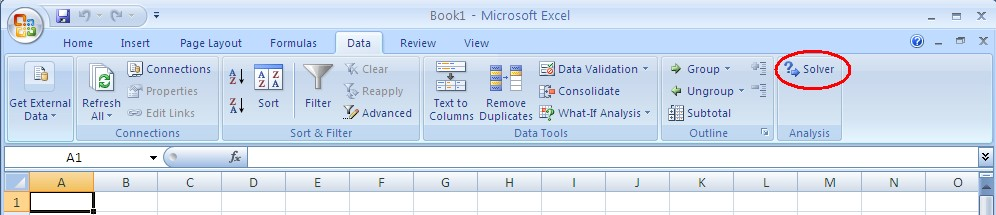 Book1 - Microsoft Excel
Home Insert Page Layout Formulas Data Review View
Get External Data
Refresh All
Connections
Properties
Edit Links
Connections
A Z
Z A
A Z Z A
Sort
Filter
Clear
Reapply
Advanced
Sort & Filter
Text to Columns
Remove Duplicates
Data Validation
Consolidate
What-If Analysis
Data Tools
Group
Ungroup
Subtotal
Outline
Solver
Analysis
A1 fx
A B C D E F G H I J K L M N O
1